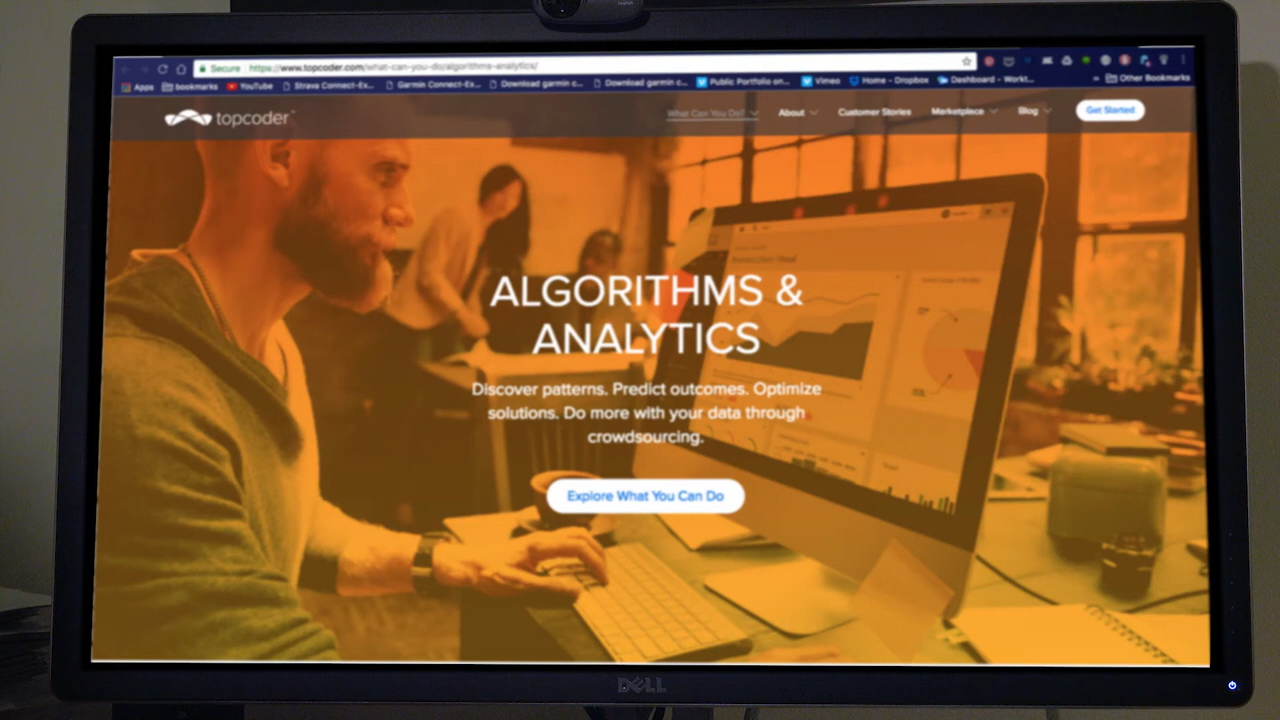 Secure https://www.topcoder.com/what-can-you-do/algorithms-analytics/
Apps bookmarks YouTube Strava Connect-Ex... Garmin Connect-Ex... Download garmin c... Download garmin c... Public Portfolio on... Vimeo Home - Dropbox Dashboard - Workt... » Other Bookmarks
topcoder What Can You Do? About Customer Stories Marketplace Blog Get Started
ALGORITHMS &
ANALYTICS
Discover patterns. Predict outcomes. Optimize
solutions. Do more with your data through
crowdsourcing.
Explore What You Can Do
DELL